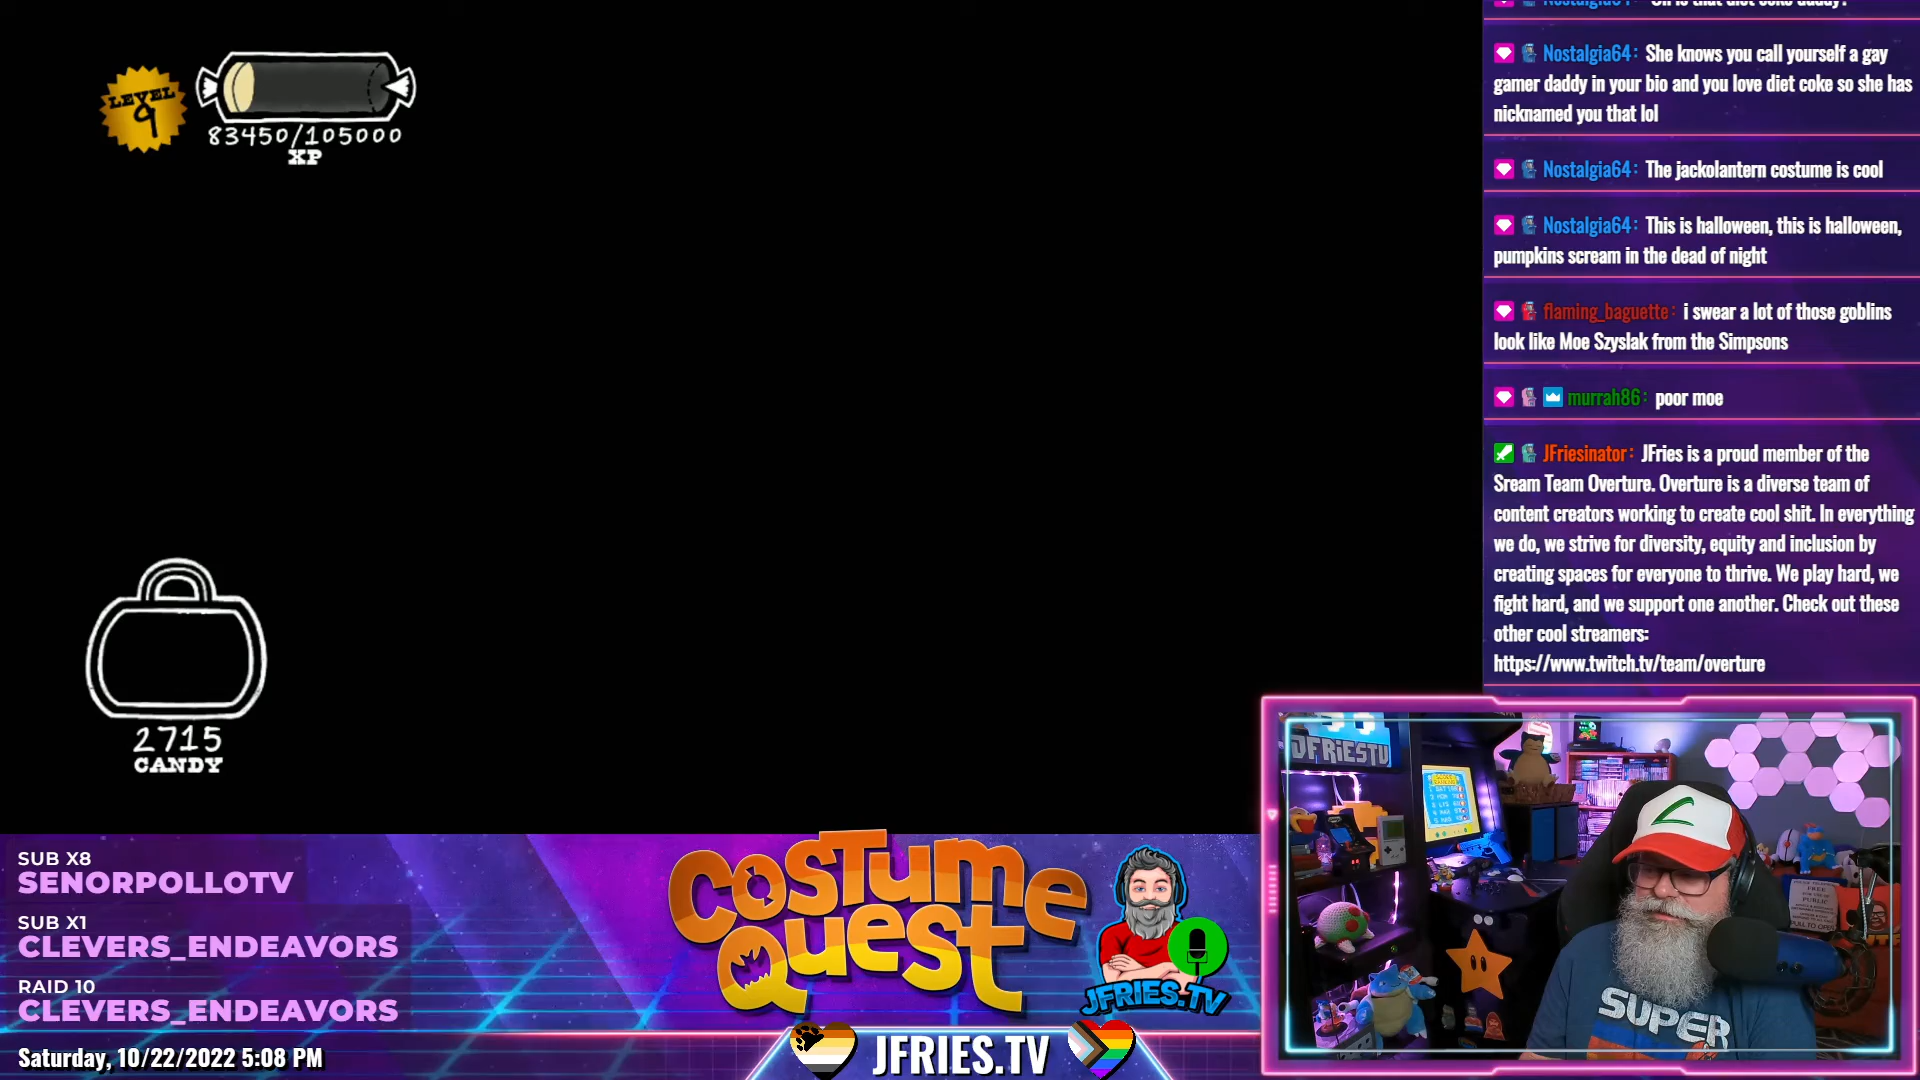 LEVEL
9
83450/105000
XP
2715
CANDY
Nostalgia64: She knows you call yourself a gay
gamer daddy in your bio and you love diet coke so she has
nicknamed you that lol
Nostalgia64: The jackolantern costume is cool
Nostalgia64: This is halloween, this is halloween,
pumpkins scream in the dead of night
flaming_baguette: i swear a lot of those goblins
look like Moe Szyslak from the Simpsons
murrah86: poor moe
JFriesinator: JFries is a proud member of the
Sream Team Overture. Overture is a diverse team of
content creators working to create cool shit. In everything
we do, we strive for diversity, equity and inclusion by
creating spaces for everyone to thrive. We play hard, we
fight hard, and we support one another. Check out these
other cool streamers:
https://www.twitch.tv/team/overture
JFRIESTV
SUPER
SUB X8
SENORPOLLOTV
SUB X1
CLEVERS_ENDEAVORS
RAID 10
CLEVERS_ENDEAVORS
Saturday, 10/22/2022 5:08 PM
COSTUME
QUEST
JFRIES.TV
JFRIES.TV